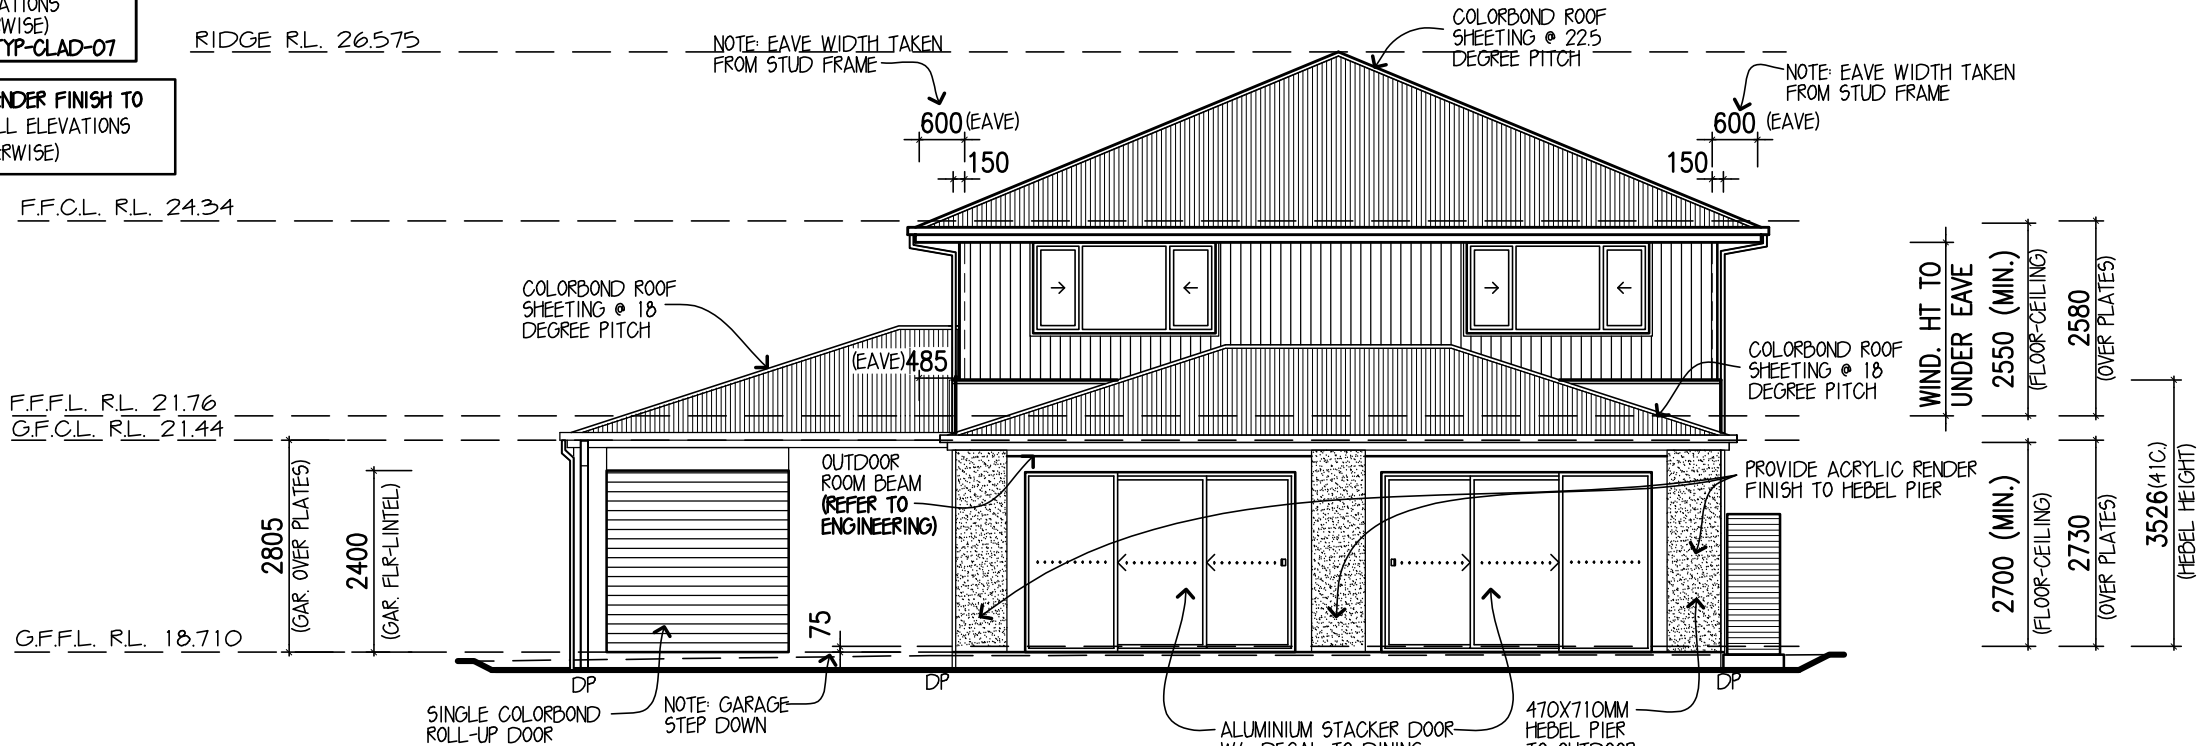 RWISE)
TYP-CLAD-07
NDER FINISH TO
LL ELEVATIONS
ERWISE)
RIDGE R.L. 26.575
NOTE: EAVE WIDTH TAKEN
FROM STUD FRAME
COLORBOND ROOF
SHEETING @ 22.5
DEGREE PITCH
NOTE: EAVE WIDTH TAKEN
FROM STUD FRAME
600 (EAVE)
150
600 (EAVE)
150
F.F.C.L. R.L. 24.34
COLORBOND ROOF
SHEETING @ 18
DEGREE PITCH
(EAVE) 485
COLORBOND ROOF
SHEETING @ 18
DEGREE PITCH
WIND. HT TO
UNDER EAVE
2550 (MIN.)
(FLOOR-CEILING)
2580
(OVER PLATES)
F.F.F.L. R.L. 21.76
G.F.C.L. R.L. 21.44
2805
(GAR. OVER PLATES)
2400
(GAR. FLR-LINTEL)
OUTDOOR
ROOM BEAM
(REFER TO
ENGINEERING)
PROVIDE ACRYLIC RENDER
FINISH TO HEBEL PIER
2700 (MIN.)
(FLOOR-CEILING)
2730
(OVER PLATES)
3526 (41C.)
(HEBEL HEIGHT)
75
G.F.F.L. R.L. 18.710
DP
DP
DP
SINGLE COLORBOND
ROLL-UP DOOR
NOTE: GARAGE
STEP DOWN
ALUMINIUM STACKER DOOR
470X710MM
HEBEL PIER